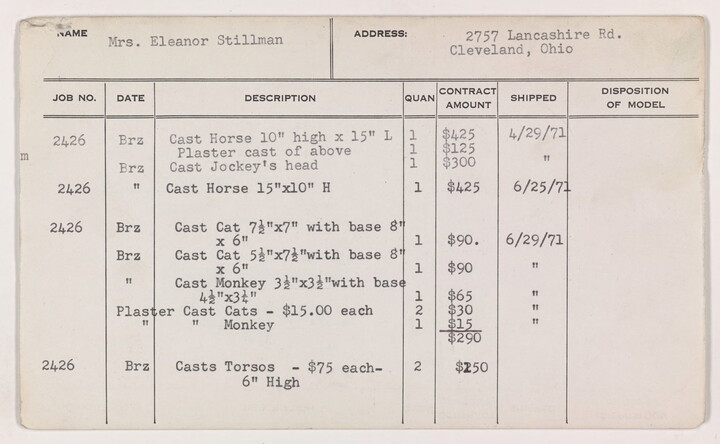 NAME Mrs. Eleanor Stillman ADDRESS: 2757 Lancashire Rd.
Cleveland, Ohio
JOB NO. DATE DESCRIPTION QUAN CONTRACT AMOUNT SHIPPED DISPOSITION OF MODEL
2426 Brz Cast Horse 10" high x 15" L 1 $425 4/29/71
Plaster cast of above 1 $125
m
Brz Cast Jockey's head 1 $300 "
2426 " Cast Horse 15"x10" H 1 $425 6/25/71
2426 Brz Cast Cat 7½"x7" with base 8"
x 6" 1 $90. 6/29/71
Brz Cast Cat 5½"x7½"with base 8"
x 6" 1 $90 "
" Cast Monkey 3½"x3½"with base
4½"x3¼" 1 $65 "
Plaster Cast Cats - $15.00 each 2 $30 "
" " Monkey 1 $15 "
$290
2426 Brz Casts Torsos - $75 each- 2 $150
6" High